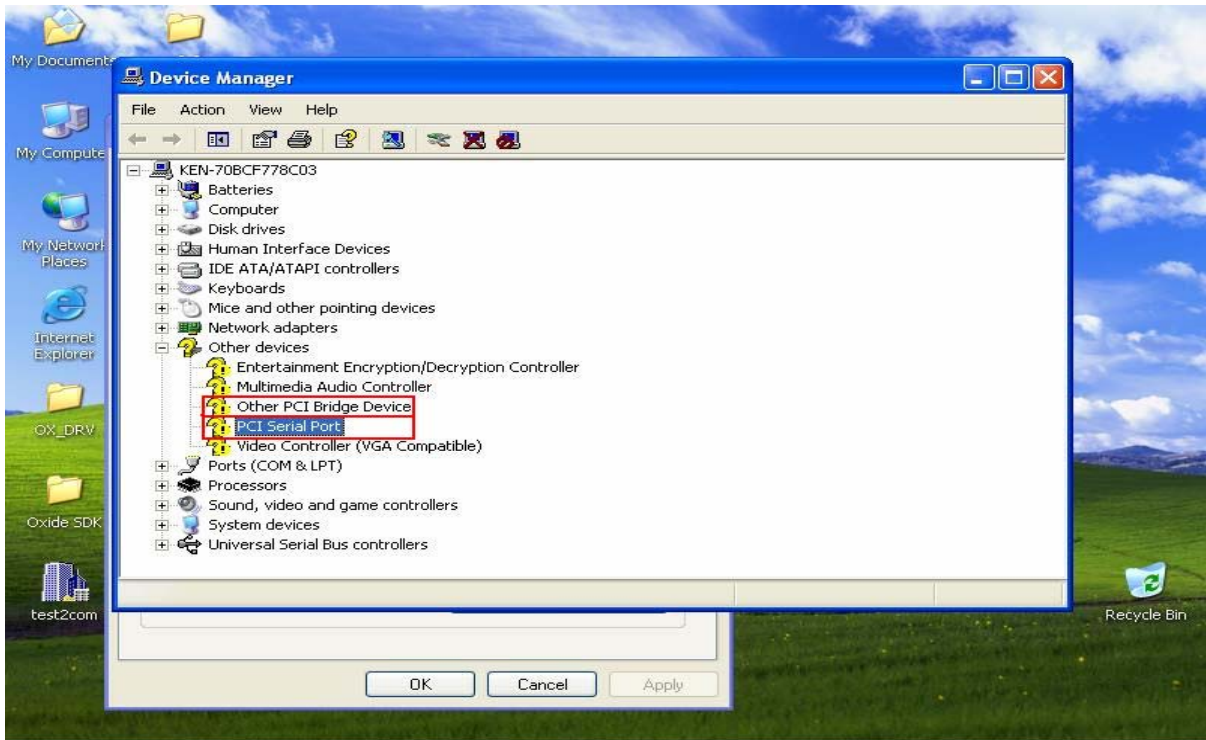 My Documents
Device Manager
File Action View Help
My Compute
KEN-70BCF778C03
Batteries
Computer
Disk drives
Human Interface Devices
IDE ATA/ATAPI controllers
Keyboards
Mice and other pointing devices
Network adapters
Other devices
Entertainment Encryption/Decryption Controller
Multimedia Audio Controller
Other PCI Bridge Device
PCI Serial Port
Video Controller (VGA Compatible)
Ports (COM & LPT)
Processors
Sound, video and game controllers
System devices
Universal Serial Bus controllers
My Network
Places
Internet
Explorer
OX_DRV
Oxide SDK
test2com
Recycle Bin
OK Cancel Apply